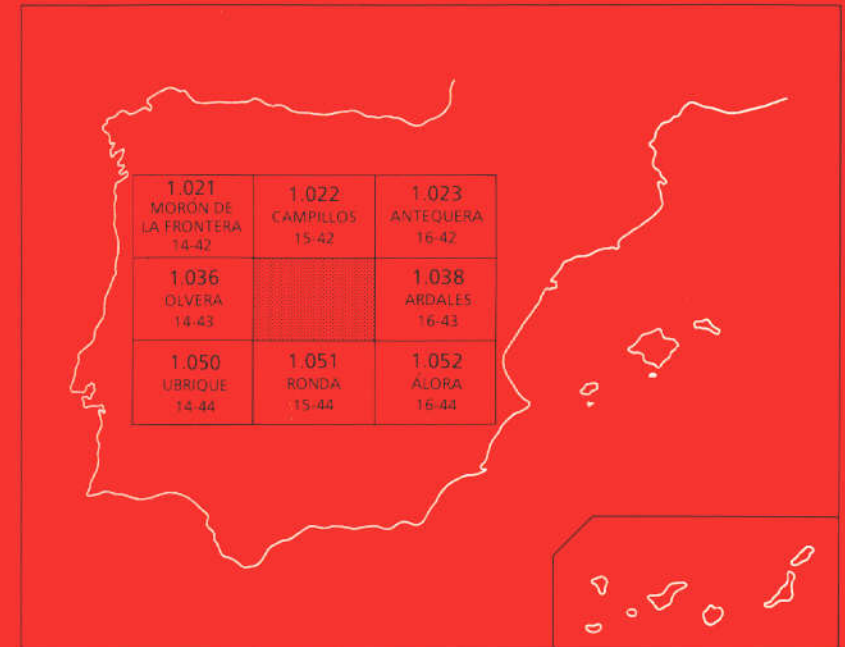 1.021
MORÓN DE
LA FRONTERA
14-42
1.022
CAMPILLOS
15-42
1.023
ANTEQUERA
16-42
1.036
OLVERA
14-43
1.038
ARDALES
16-43
1.050
UBRIQUE
14-44
1.051
RONDA
15-44
1.052
ÁLORA
16-44